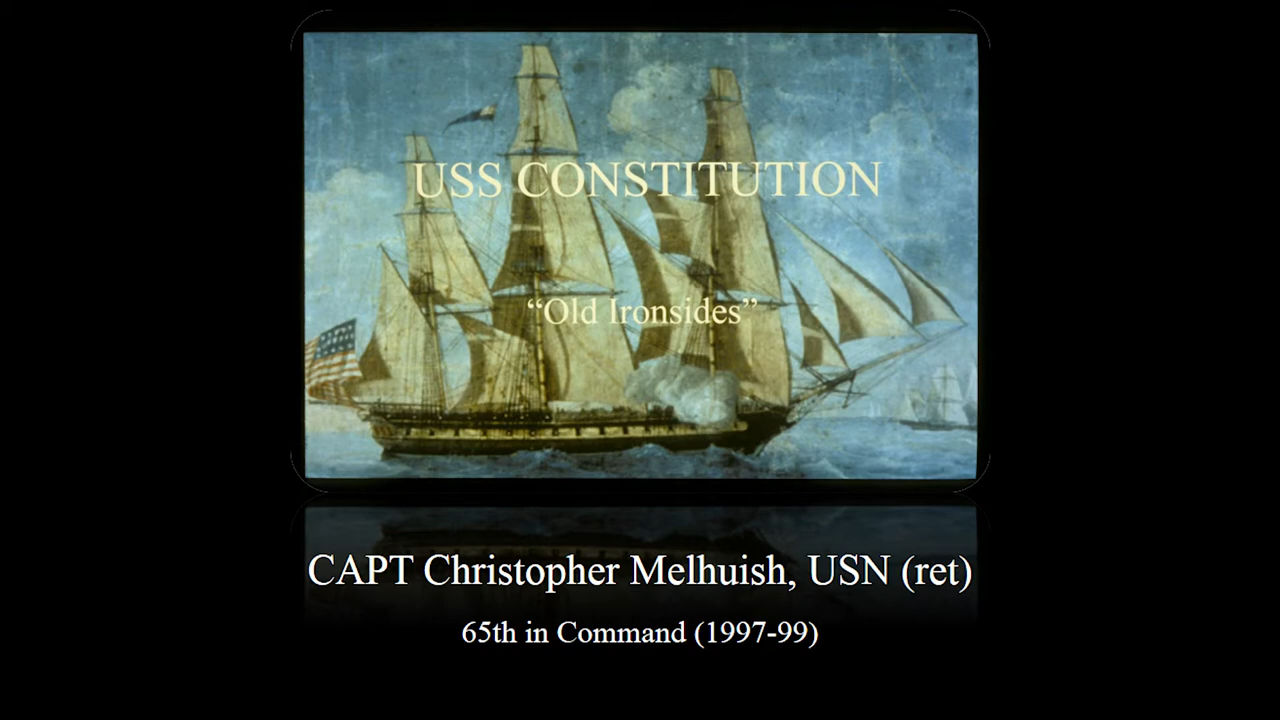 USS CONSTITUTION
“Old Ironsides”
CAPT Christopher Melhuish, USN (ret)
65th in Command (1997-99)